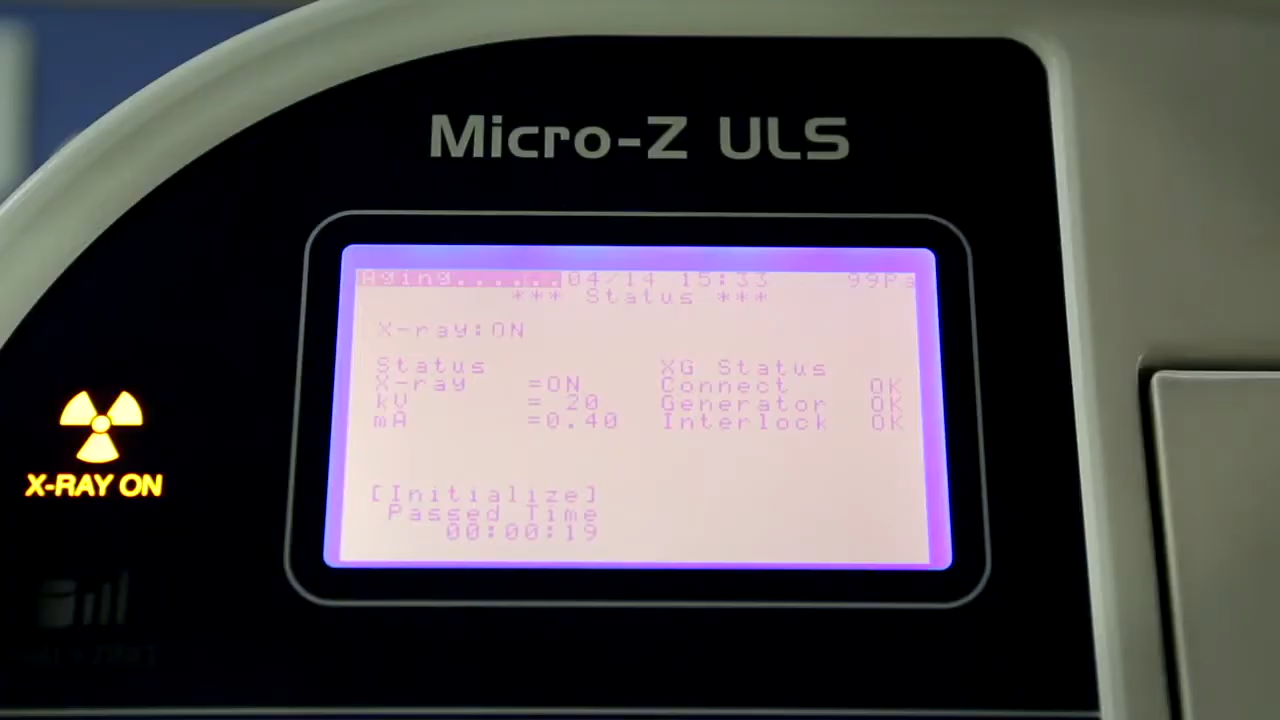 Micro-Z ULS
Aging...... 04/14 15:33 99Pa
*** Status ***
X-ray:ON
Status XG Status
X-ray =ON Connect OK
kV = 20 Generator OK
mA =0.40 Interlock OK
X-RAY ON
[Initialize]
Passed Time
00:00:19